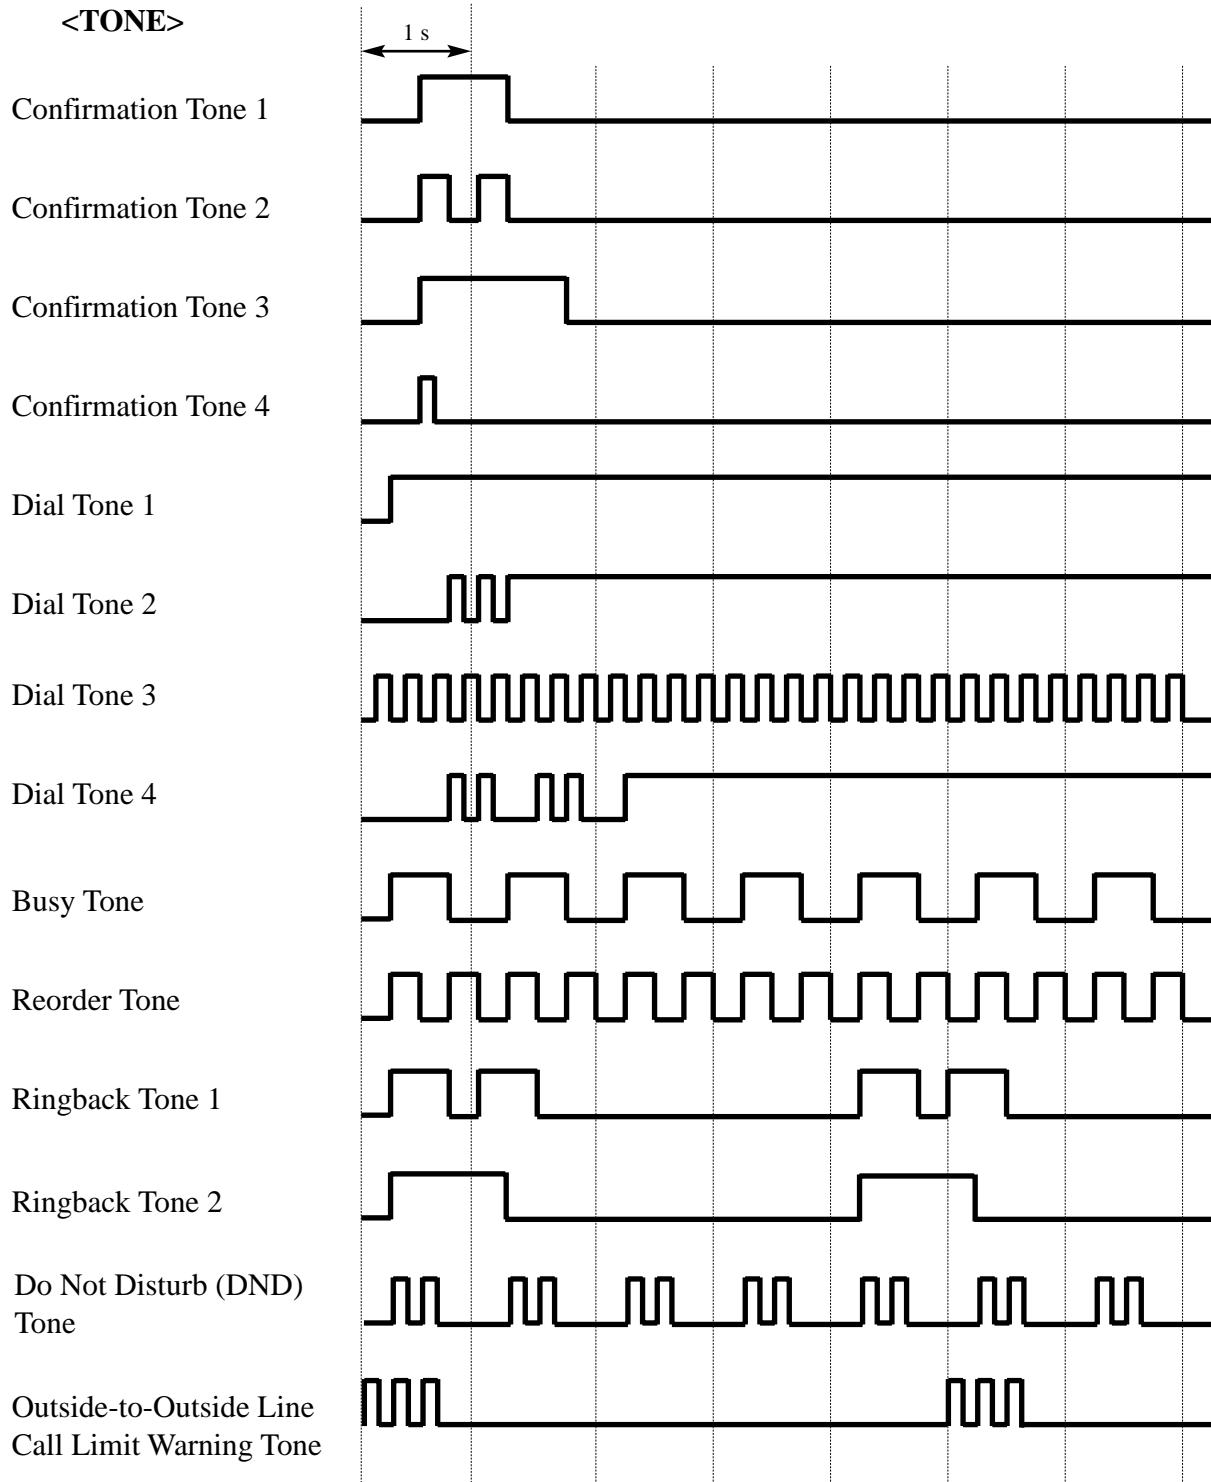 <TONE>
1 s
Confirmation Tone 1
Confirmation Tone 2
Confirmation Tone 3
Confirmation Tone 4
Dial Tone 1
Dial Tone 2
Dial Tone 3
Dial Tone 4
Busy Tone
Reorder Tone
Ringback Tone 1
Ringback Tone 2
Do Not Disturb (DND)
Tone
Outside-to-Outside Line
Call Limit Warning Tone